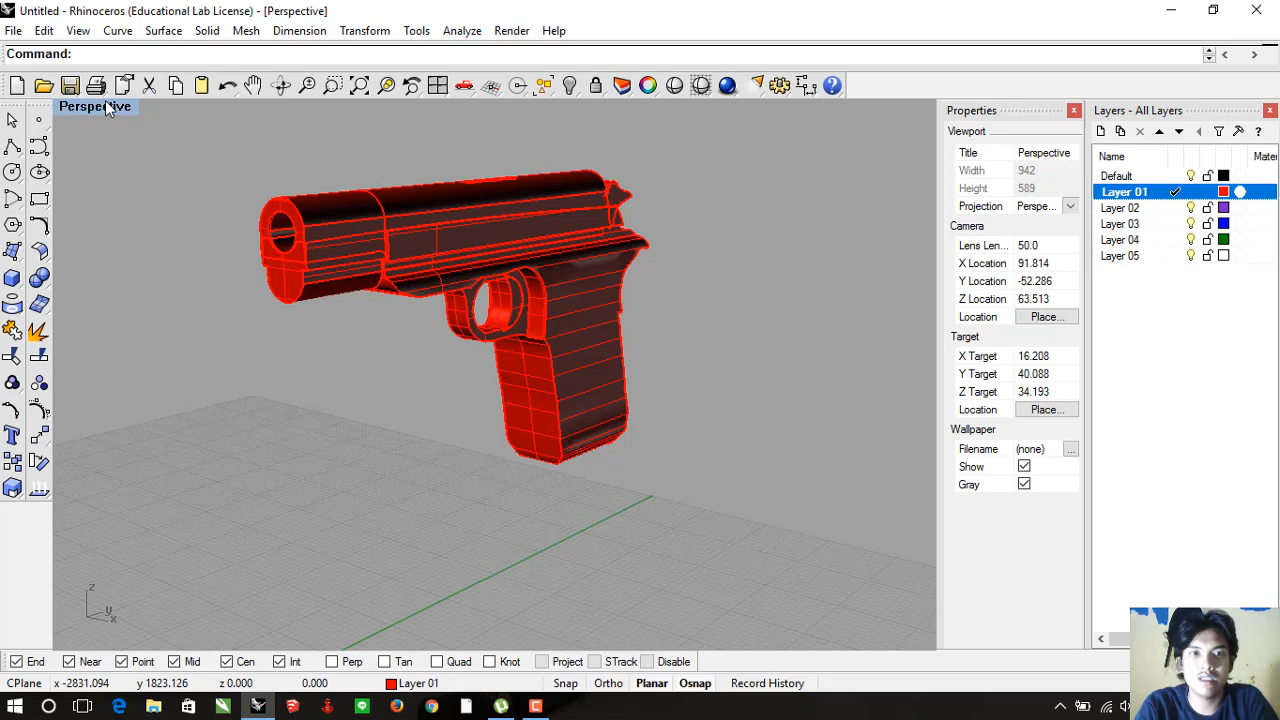 Untitled - Rhinoceros (Educational Lab License) - [Perspective]
File Edit View Curve Surface Solid Mesh Dimension Transform Tools Analyze Render Help
Command:
Perspective
Properties
Viewport
Title Perspective
Width 942
Height 589
Projection Perspe...
Camera
Lens Len... 50.0
X Location 91.814
Y Location -52.286
Z Location 63.513
Location Place...
Target
X Target 16.208
Y Target 40.088
Z Target 34.193
Location Place...
Wallpaper
Filename (none) ...
Show
Gray
Layers - All Layers
Name Mater
Default
Layer 01
Layer 02
Layer 03
Layer 04
Layer 05
z
y
x
End Near Point Mid Cen Int Perp Tan Quad Knot Project STrack Disable
CPlane x -2831.094 y 1823.126 z 0.000 0.000 Layer 01 Snap Ortho Planar Osnap Record History